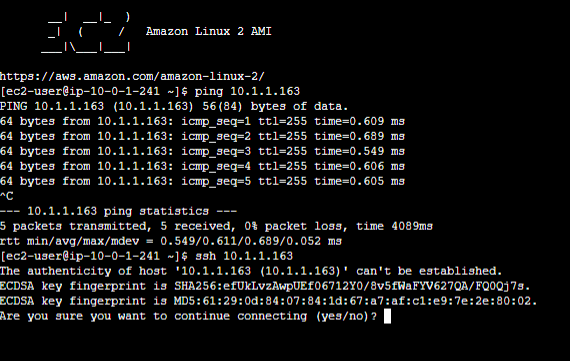 __|  __|_  )
       _|  (     /   Amazon Linux 2 AMI
      ___|\___|___|
https://aws.amazon.com/amazon-linux-2/
[ec2-user@ip-10-0-1-241 ~]$ ping 10.1.1.163
PING 10.1.1.163 (10.1.1.163) 56(84) bytes of data.
64 bytes from 10.1.1.163: icmp_seq=1 ttl=255 time=0.609 ms
64 bytes from 10.1.1.163: icmp_seq=2 ttl=255 time=0.689 ms
64 bytes from 10.1.1.163: icmp_seq=3 ttl=255 time=0.549 ms
64 bytes from 10.1.1.163: icmp_seq=4 ttl=255 time=0.606 ms
64 bytes from 10.1.1.163: icmp_seq=5 ttl=255 time=0.605 ms
^C
--- 10.1.1.163 ping statistics ---
5 packets transmitted, 5 received, 0% packet loss, time 4089ms
rtt min/avg/max/mdev = 0.549/0.611/0.689/0.052 ms
[ec2-user@ip-10-0-1-241 ~]$ ssh 10.1.1.163
The authenticity of host '10.1.1.163 (10.1.1.163)' can't be established.
ECDSA key fingerprint is SHA256:efUkLvzAwpUEf06712Y0/8v5fWaFYV627QA/FQ0Qj7s.
ECDSA key fingerprint is MD5:61:29:0d:84:07:84:1d:67:a7:af:c1:e9:7e:2e:80:02.
Are you sure you want to continue connecting (yes/no)?